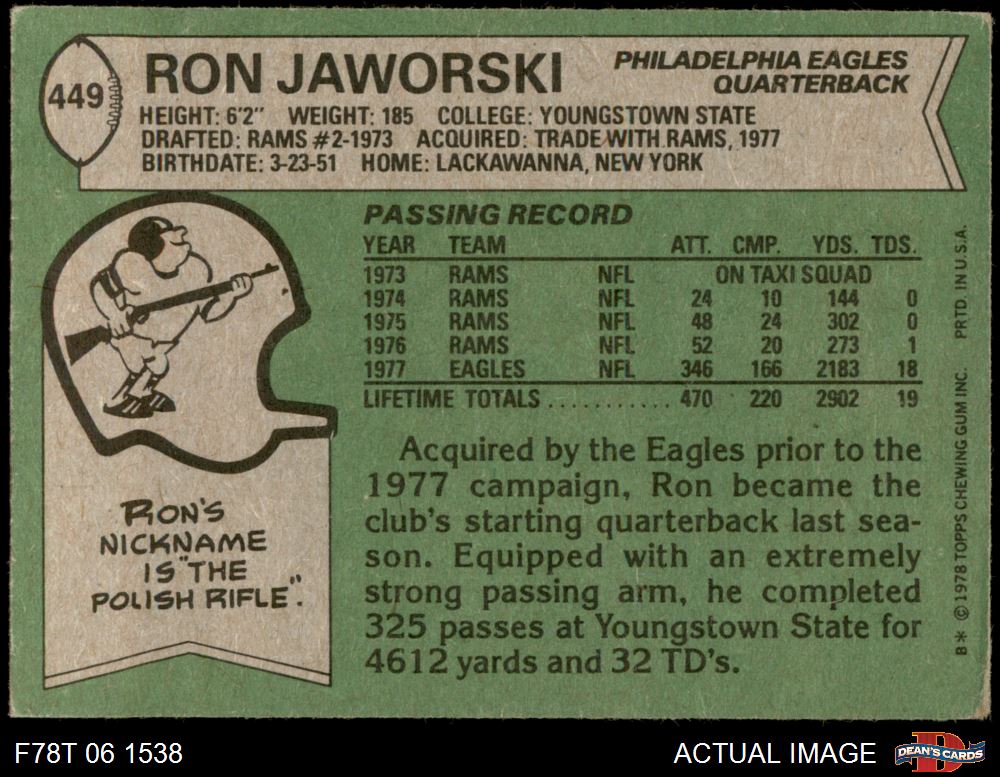 449
RON JAWORSKI
PHILADELPHIA EAGLES
QUARTERBACK
HEIGHT: 6'2" WEIGHT: 185 COLLEGE: YOUNGSTOWN STATE
DRAFTED: RAMS #2-1973 ACQUIRED: TRADE WITH RAMS, 1977
BIRTHDATE: 3-23-51 HOME: LACKAWANNA, NEW YORK
PASSING RECORD
YEAR TEAM ATT. CMP. YDS. TDS.
1973 RAMS NFL ON TAXI SQUAD
1974 RAMS NFL 24 10 144 0
1975 RAMS NFL 48 24 302 0
1976 RAMS NFL 52 20 273 1
1977 EAGLES NFL 346 166 2183 18
LIFETIME TOTALS ............ 470 220 2902 19
RON'S
NICKNAME
IS "THE
POLISH RIFLE".
Acquired by the Eagles prior to the
1977 campaign, Ron became the
club's starting quarterback last sea-
son. Equipped with an extremely
strong passing arm, he completed
325 passes at Youngstown State for
4612 yards and 32 TD's.
B* © 1978 TOPPS CHEWING GUM INC. PRTD. IN U.S.A.
F78T 06 1538
ACTUAL IMAGE
D
DEAN'S CARDS